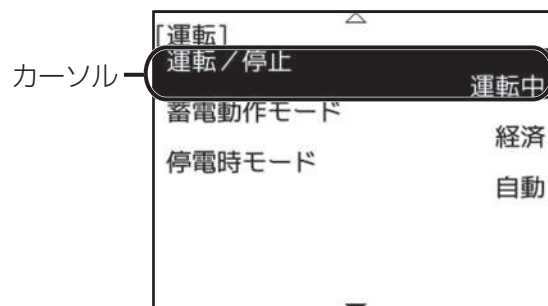 [運転]
運転／停止
運転中
カーソル
蓄電動作モード
経済
停電時モード
自動